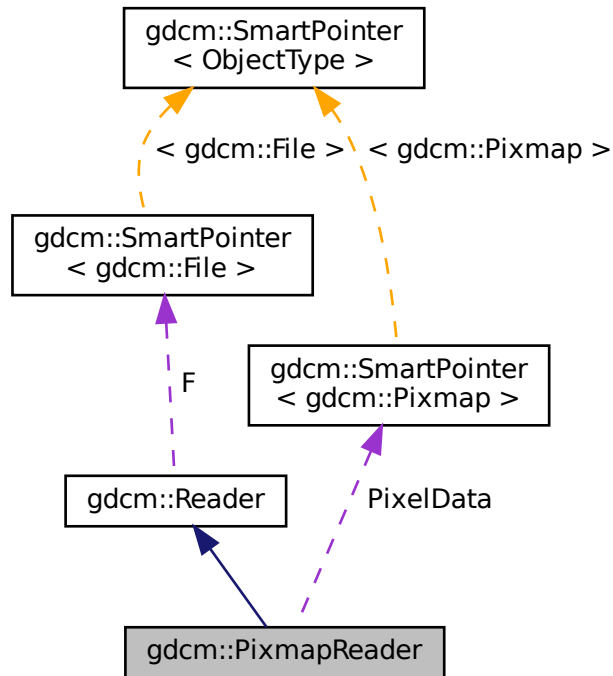 gdcm::SmartPointer
< ObjectType >
< gdcm::File >
< gdcm::Pixmap >
gdcm::SmartPointer
< gdcm::File >
gdcm::SmartPointer
< gdcm::Pixmap >
F
gdcm::Reader
PixelData
gdcm::PixmapReader